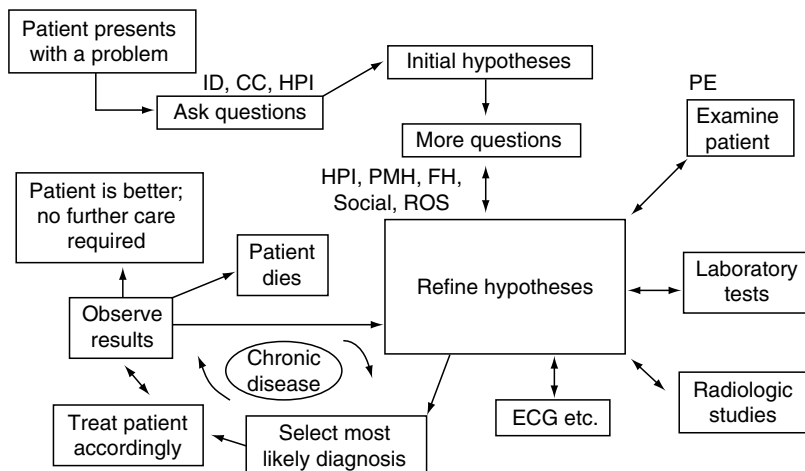 Patient presents
with a problem
ID, CC, HPI
Ask questions
Initial hypotheses
More questions
HPI, PMH, FH,
Social, ROS
PE
Examine
patient
Patient is better;
no further care
required
Patient
dies
Refine hypotheses
Laboratory
tests
Observe
results
Chronic
disease
Radiologic
studies
ECG etc.
Treat patient
accordingly
Select most
likely diagnosis